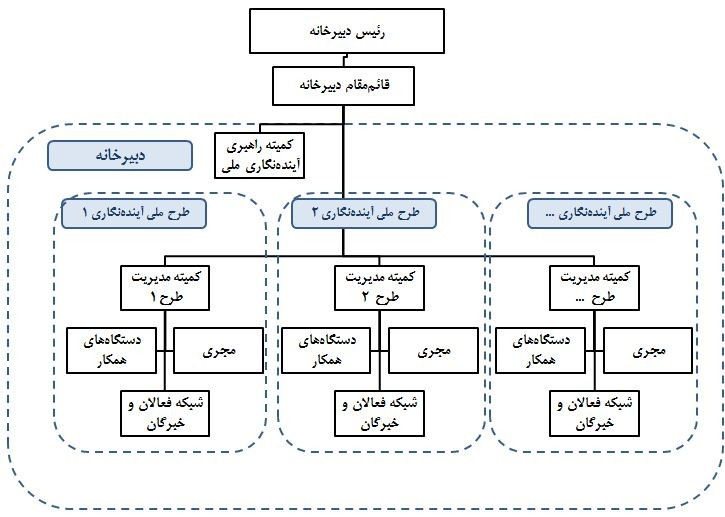 رئیس دبیرخانه
قائم‌مقام دبیرخانه
کمیته راهبری
آینده‌نگاری ملی
دبیرخانه
طرح ملی آینده‌نگاری ...
طرح ملی آینده‌نگاری ۲
طرح ملی آینده‌نگاری ۱
کمیته مدیریت
طرح ...
کمیته مدیریت
طرح ۲
کمیته مدیریت
طرح ۱
مجری
دستگاه‌های
همکار
مجری
دستگاه‌های
همکار
مجری
دستگاه‌های
همکار
شبکه فعالان و
خبرگان
شبکه فعالان و
خبرگان
شبکه فعالان و
خبرگان